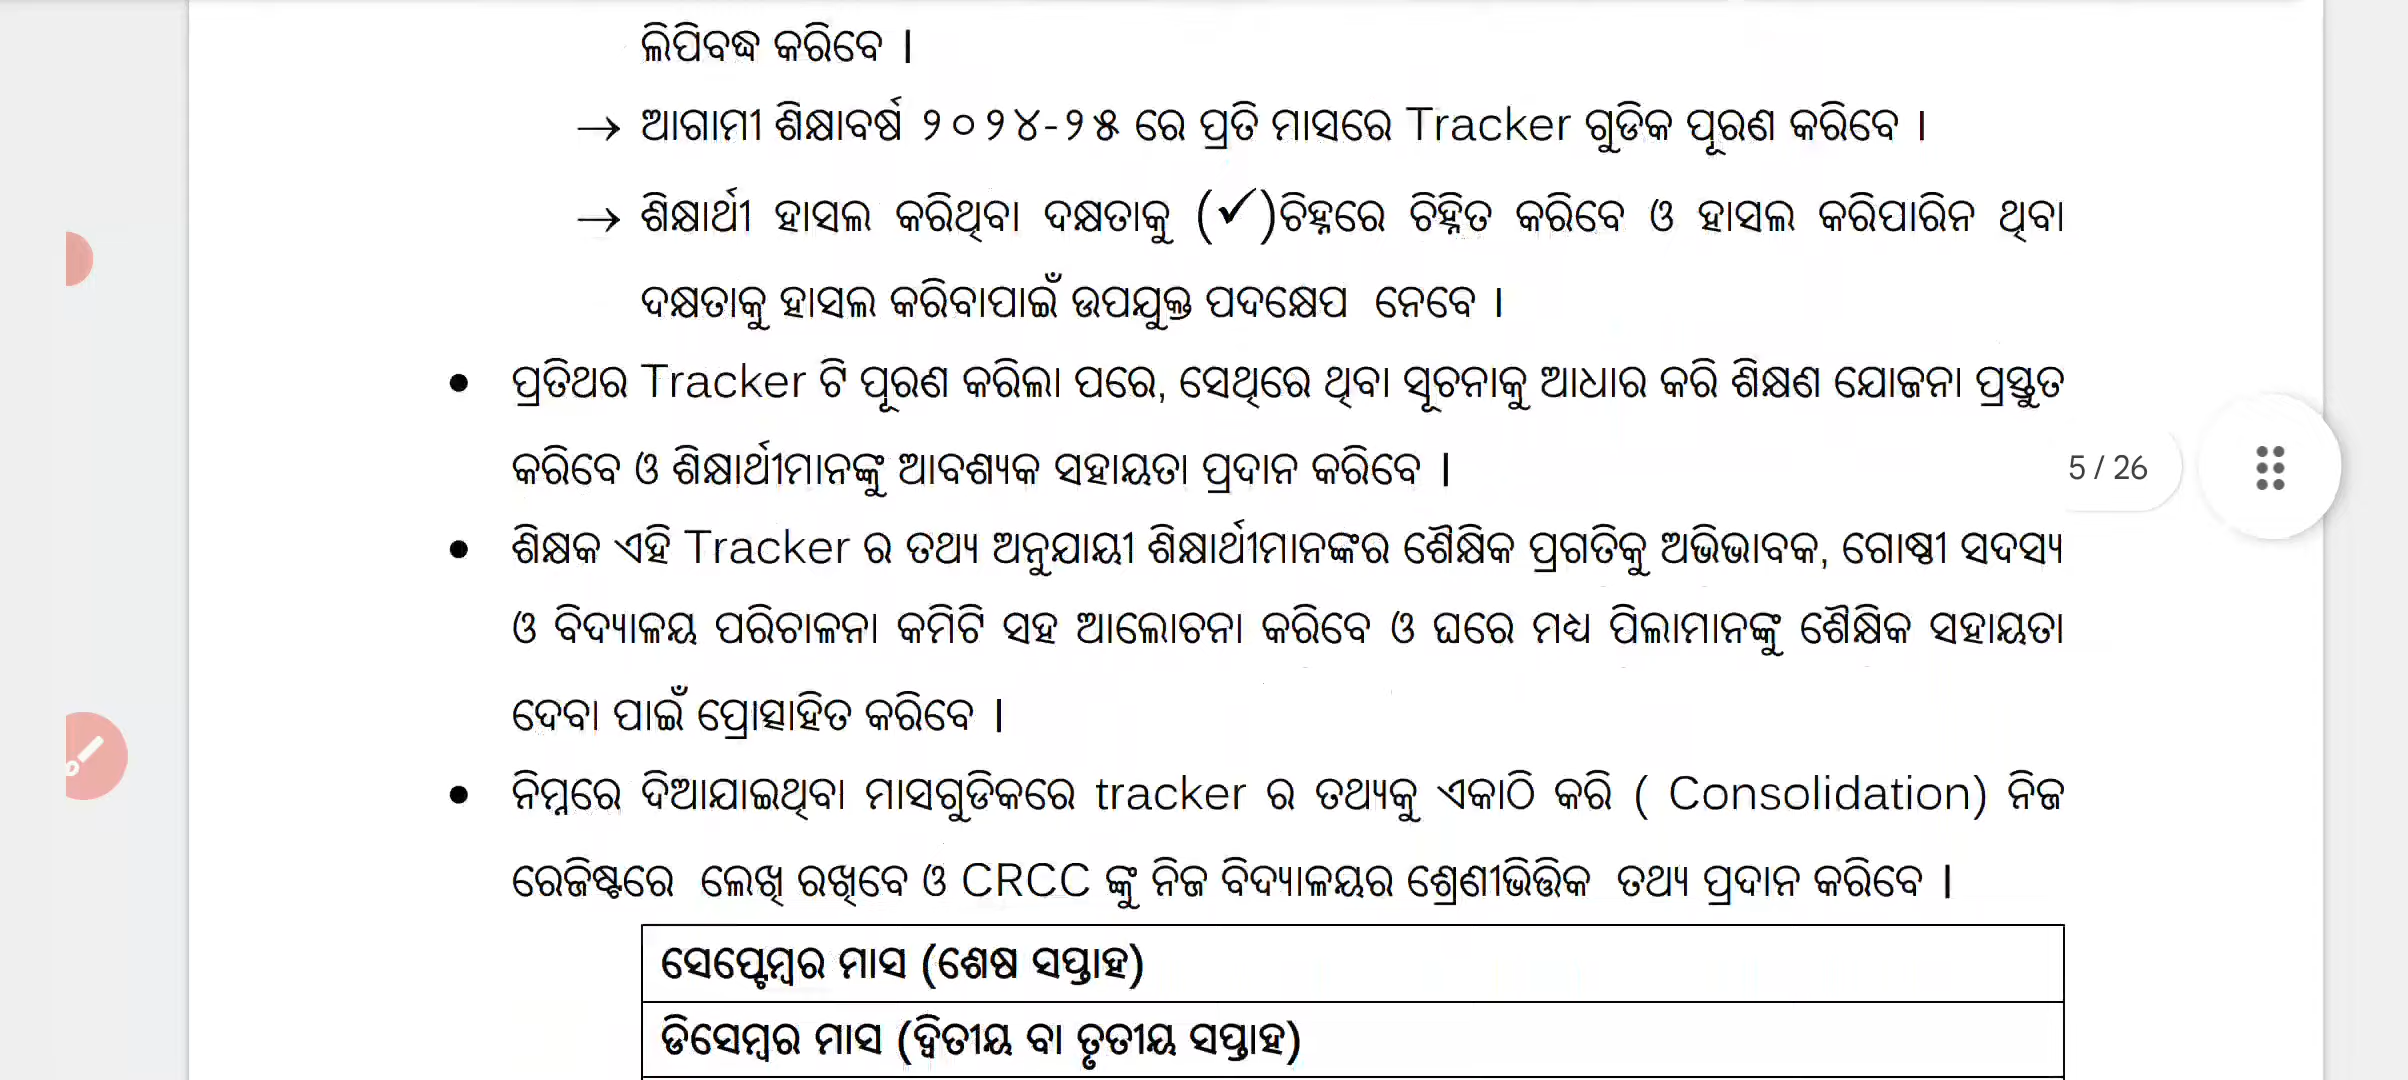 ଲିପିବଦ୍ଧ କରିବେ ।
→ ଆଗାମୀ ଶିକ୍ଷାବର୍ଷ ୨୦୨୪-୨୫ ରେ ପ୍ରତି ମାସରେ Tracker ଗୁଡିକ ପୂରଣ କରିବେ ।
→ ଶିକ୍ଷାର୍ଥୀ ହାସଲ କରିଥିବା ଦକ୍ଷତାକୁ (✓)ଚିହ୍ନରେ ଚିହ୍ନିତ କରିବେ ଓ ହାସଲ କରିପାରିନ ଥିବା
ଦକ୍ଷତାକୁ ହାସଲ କରିବାପାଇଁ ଉପଯୁକ୍ତ ପଦକ୍ଷେପ ନେବେ ।
• ପ୍ରତିଥର Tracker ଟି ପୂରଣ କରିଲା ପରେ, ସେଥିରେ ଥିବା ସୂଚନାକୁ ଆଧାର କରି ଶିକ୍ଷଣ ଯୋଜନା ପ୍ରସ୍ତୁତ
କରିବେ ଓ ଶିକ୍ଷାର୍ଥୀମାନଙ୍କୁ ଆବଶ୍ୟକ ସହାୟତା ପ୍ରଦାନ କରିବେ ।
5 / 26
• ଶିକ୍ଷକ ଏହି Tracker ର ତଥ୍ୟ ଅନୁଯାୟୀ ଶିକ୍ଷାର୍ଥୀମାନଙ୍କର ଶୈକ୍ଷିକ ପ୍ରଗତିକୁ ଅଭିଭାବକ, ଗୋଷ୍ଠୀ ସଦସ୍ୟ
ଓ ବିଦ୍ୟାଳୟ ପରିଚାଳନା କମିଟି ସହ ଆଲୋଚନା କରିବେ ଓ ଘରେ ମଧ୍ୟ ପିଲାମାନଙ୍କୁ ଶୈକ୍ଷିକ ସହାୟତା
ଦେବା ପାଇଁ ପ୍ରୋତ୍ସାହିତ କରିବେ ।
• ନିମ୍ନରେ ଦିଆଯାଇଥିବା ମାସଗୁଡିକରେ tracker ର ତଥ୍ୟକୁ ଏକାଠି କରି ( Consolidation) ନିଜ
ରେଜିଷ୍ଟରେ ଲେଖି ରଖିବେ ଓ CRCC ଙ୍କୁ ନିଜ ବିଦ୍ୟାଳୟର ଶ୍ରେଣୀଭିତ୍ତିକ ତଥ୍ୟ ପ୍ରଦାନ କରିବେ ।
ସେପ୍ଟେମ୍ବର ମାସ (ଶେଷ ସପ୍ତାହ)
ଡିସେମ୍ବର ମାସ (ଦ୍ୱିତୀୟ ବା ତୃତୀୟ ସପ୍ତାହ)